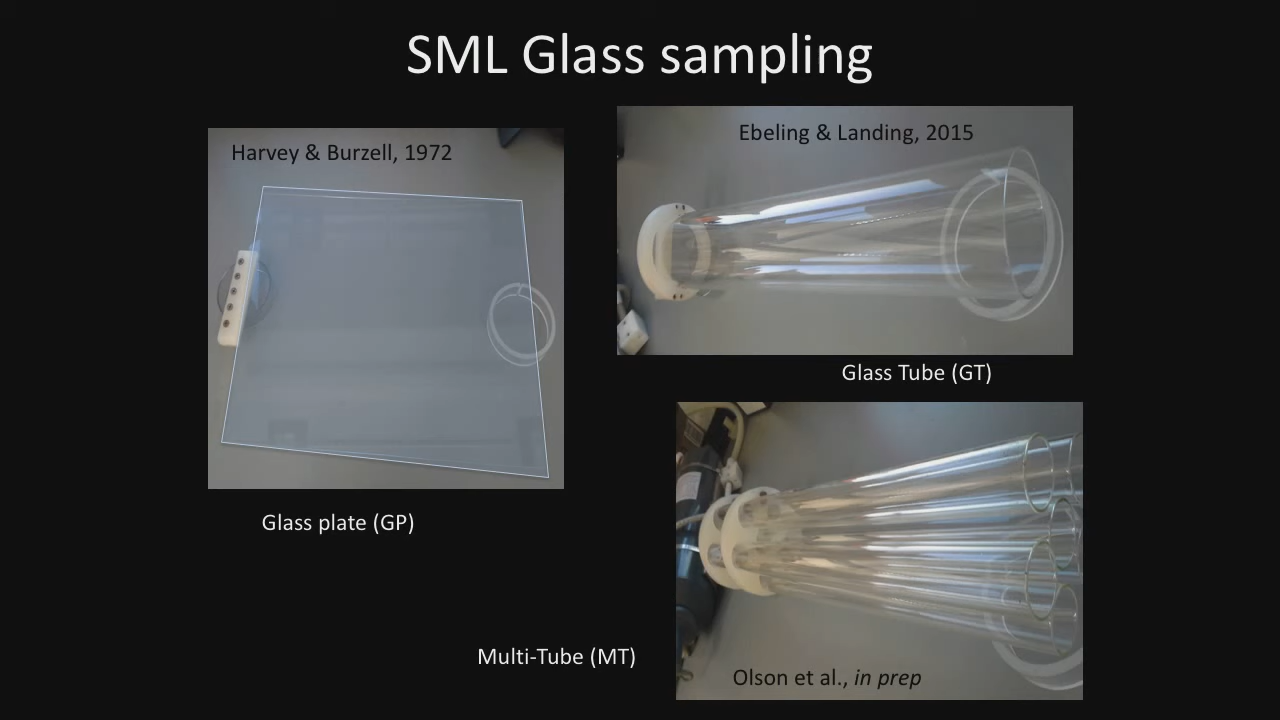 SML Glass sampling
Harvey & Burzell, 1972
Ebeling & Landing, 2015
Glass Tube (GT)
Glass plate (GP)
Multi-Tube (MT)
Olson et al., in prep